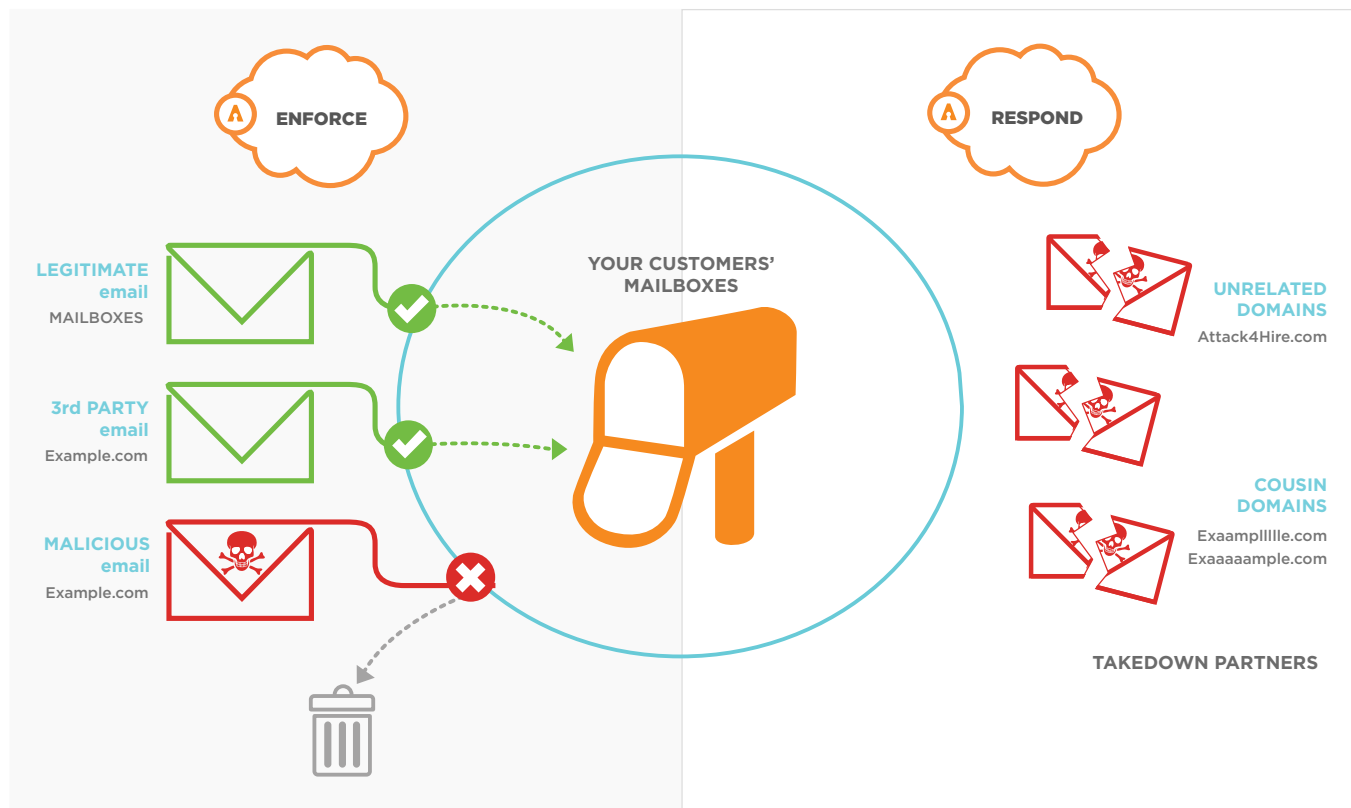 ENFORCE
RESPOND
LEGITIMATE
email
MAILBOXES
3rd PARTY
email
Example.com
MALICIOUS
email
Example.com
YOUR CUSTOMERS’
MAILBOXES
UNRELATED
DOMAINS
Attack4Hire.com
COUSIN
DOMAINS
Exaampllllle.com
Exaaaaample.com
TAKEDOWN PARTNERS